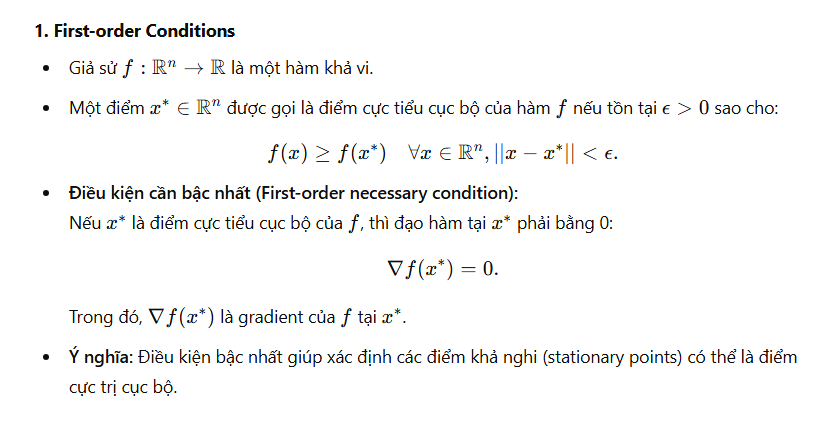 1. First-order Conditions
• Giả sử f : ℝⁿ → ℝ là một hàm khả vi.
• Một điểm x* ∈ ℝⁿ được gọi là điểm cực tiểu cục bộ của hàm f nếu tồn tại ϵ > 0 sao cho:
f(x) ≥ f(x*) ∀x ∈ ℝⁿ, ||x − x*|| < ϵ.
• Điều kiện cần bậc nhất (First-order necessary condition):
Nếu x* là điểm cực tiểu cục bộ của f, thì đạo hàm tại x* phải bằng 0:
∇f(x*) = 0.
Trong đó, ∇f(x*) là gradient của f tại x*.
• Ý nghĩa: Điều kiện bậc nhất giúp xác định các điểm khả nghi (stationary points) có thể là điểm
cực trị cục bộ.